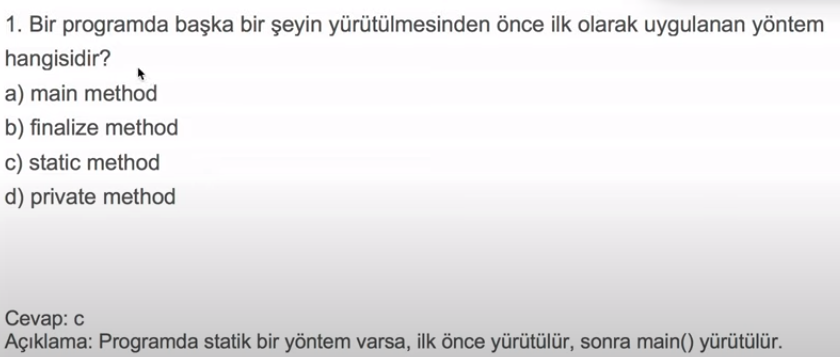 1. Bir programda başka bir şeyin yürütülmesinden önce ilk olarak uygulanan yöntem
hangisidir?
a) main method
b) finalize method
c) static method
d) private method
Cevap: c
Açıklama: Programda statik bir yöntem varsa, ilk önce yürütülür, sonra main() yürütülür.